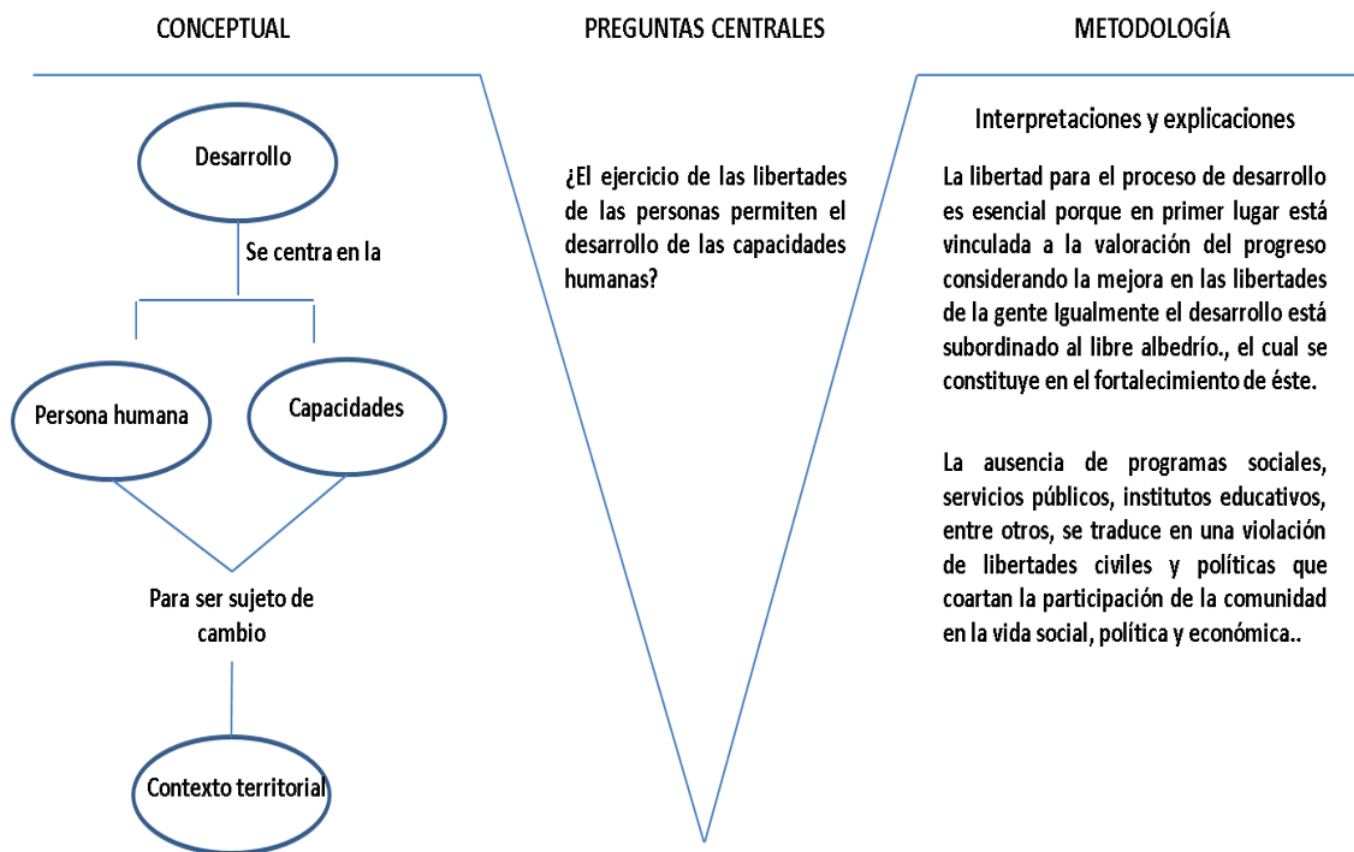 CONCEPTUAL
PREGUNTAS CENTRALES
METODOLOGÍA
Desarrollo
Se centra en la
Persona humana
Capacidades
Para ser sujeto de
cambio
Contexto territorial
¿El ejercicio de las libertades
de las personas permiten el
desarrollo de las capacidades
humanas?
Interpretaciones y explicaciones
La libertad para el proceso de desarrollo
es esencial porque en primer lugar está
vinculada a la valoración del progreso
considerando la mejora en las libertades
de la gente Igualmente el desarrollo está
subordinado al libre albedrío., el cual se
constituye en el fortalecimiento de éste.
La ausencia de programas sociales,
servicios públicos, institutos educativos,
entre otros, se traduce en una violación
de libertades civiles y políticas que
coartan la participación de la comunidad
en la vida social, política y económica..